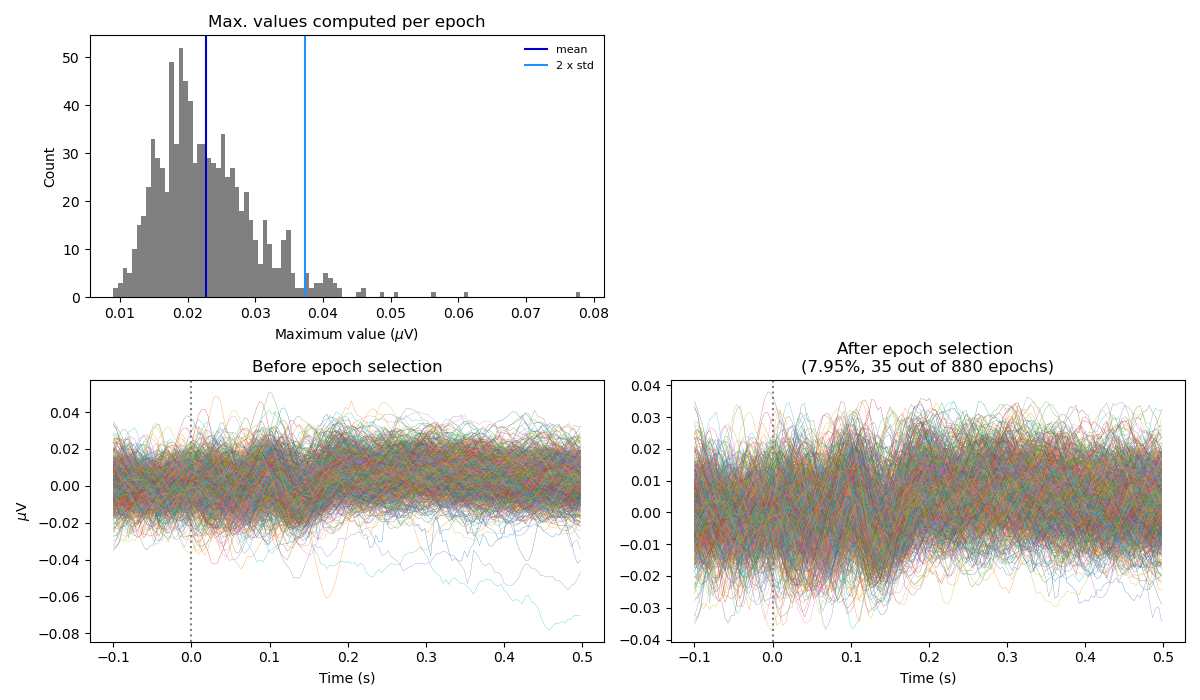 Max. values computed per epoch
mean
2 x std
50
40
30
20
10
0
Count
0.01 0.02 0.03 0.04 0.05 0.06 0.07 0.08
Maximum value (μV)
Before epoch selection
0.04
0.02
0.00
−0.02
−0.04
−0.06
−0.08
μV
−0.1 0.0 0.1 0.2 0.3 0.4 0.5
Time (s)
After epoch selection
(7.95%, 35 out of 880 epochs)
0.04
0.03
0.02
0.01
0.00
−0.01
−0.02
−0.03
−0.04
−0.1 0.0 0.1 0.2 0.3 0.4 0.5
Time (s)